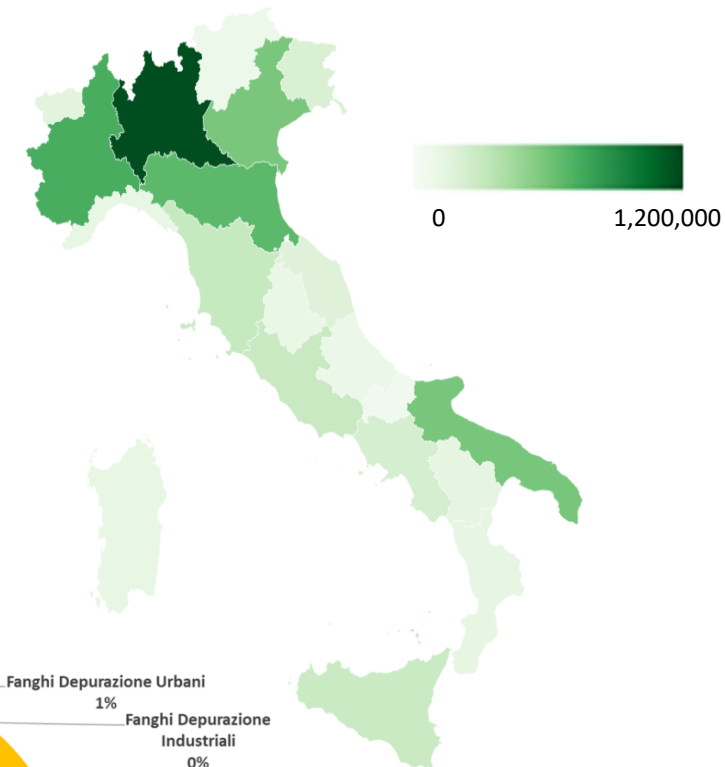 0
1,200,000
Fanghi Depurazione Urbani
1%
Fanghi Depurazione
Industriali
0%